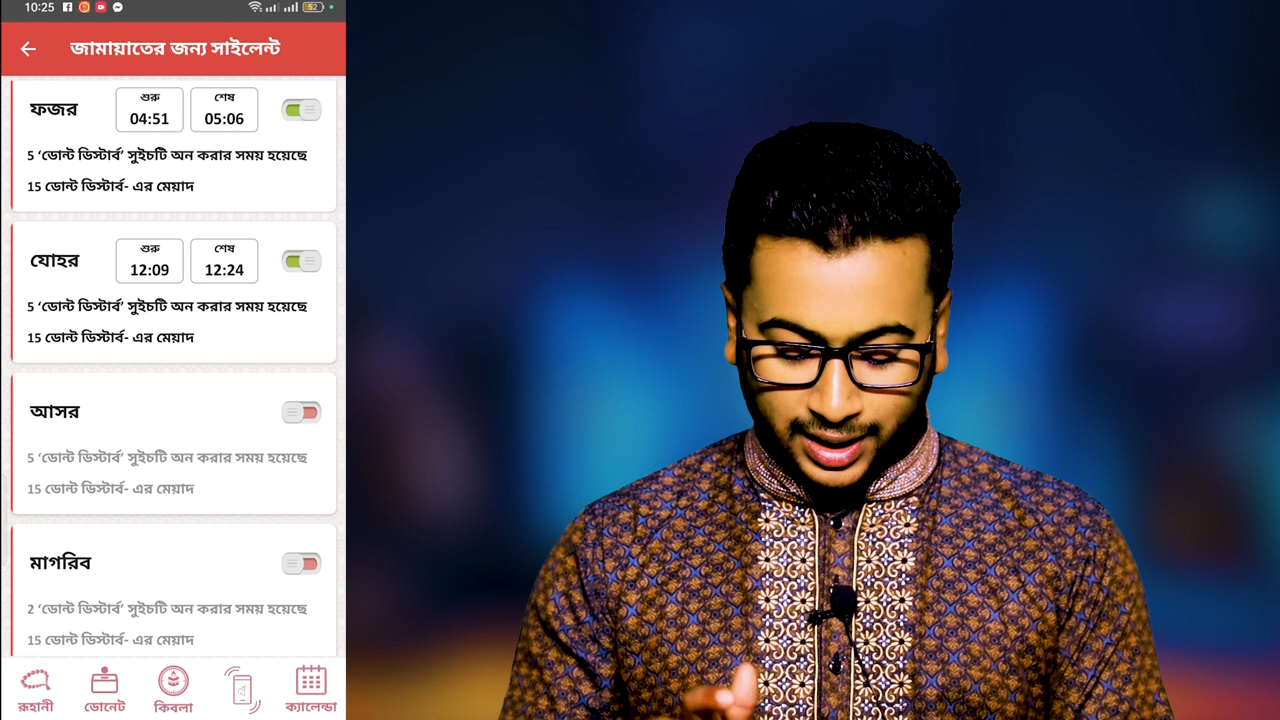 10:25
52
জামায়াতের জন্য সাইলেন্ট
ফজর
শুরু
04:51
শেষ
05:06
5 ‘ডোন্ট ডিস্টার্ব’ সুইচটি অন করার সময় হয়েছে
15 ডোন্ট ডিস্টার্ব- এর মেয়াদ
যোহর
শুরু
12:09
শেষ
12:24
5 ‘ডোন্ট ডিস্টার্ব’ সুইচটি অন করার সময় হয়েছে
15 ডোন্ট ডিস্টার্ব- এর মেয়াদ
আসর
5 ‘ডোন্ট ডিস্টার্ব’ সুইচটি অন করার সময় হয়েছে
15 ডোন্ট ডিস্টার্ব- এর মেয়াদ
মাগরিব
2 ‘ডোন্ট ডিস্টার্ব’ সুইচটি অন করার সময় হয়েছে
15 ডোন্ট ডিস্টার্ব- এর মেয়াদ
রূহানী ডোনেট কিবলা ক্যালেন্ডা